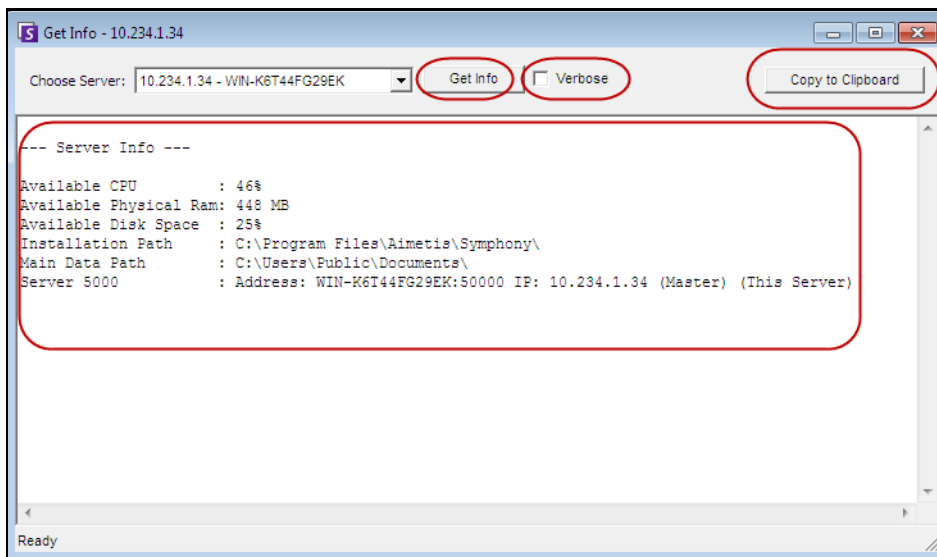 S Get Info - 10.234.1.34
Choose Server: 10.234.1.34 - WIN-K6T44FG29EK Get Info Verbose Copy to Clipboard
--- Server Info ---
Available CPU : 46%
Available Physical Ram: 448 MB
Available Disk Space : 25%
Installation Path : C:\Program Files\Aimetis\Symphony\
Main Data Path : C:\Users\Public\Documents\
Server 5000 : Address: WIN-K6T44FG29EK:50000 IP: 10.234.1.34 (Master) (This Server)
Ready